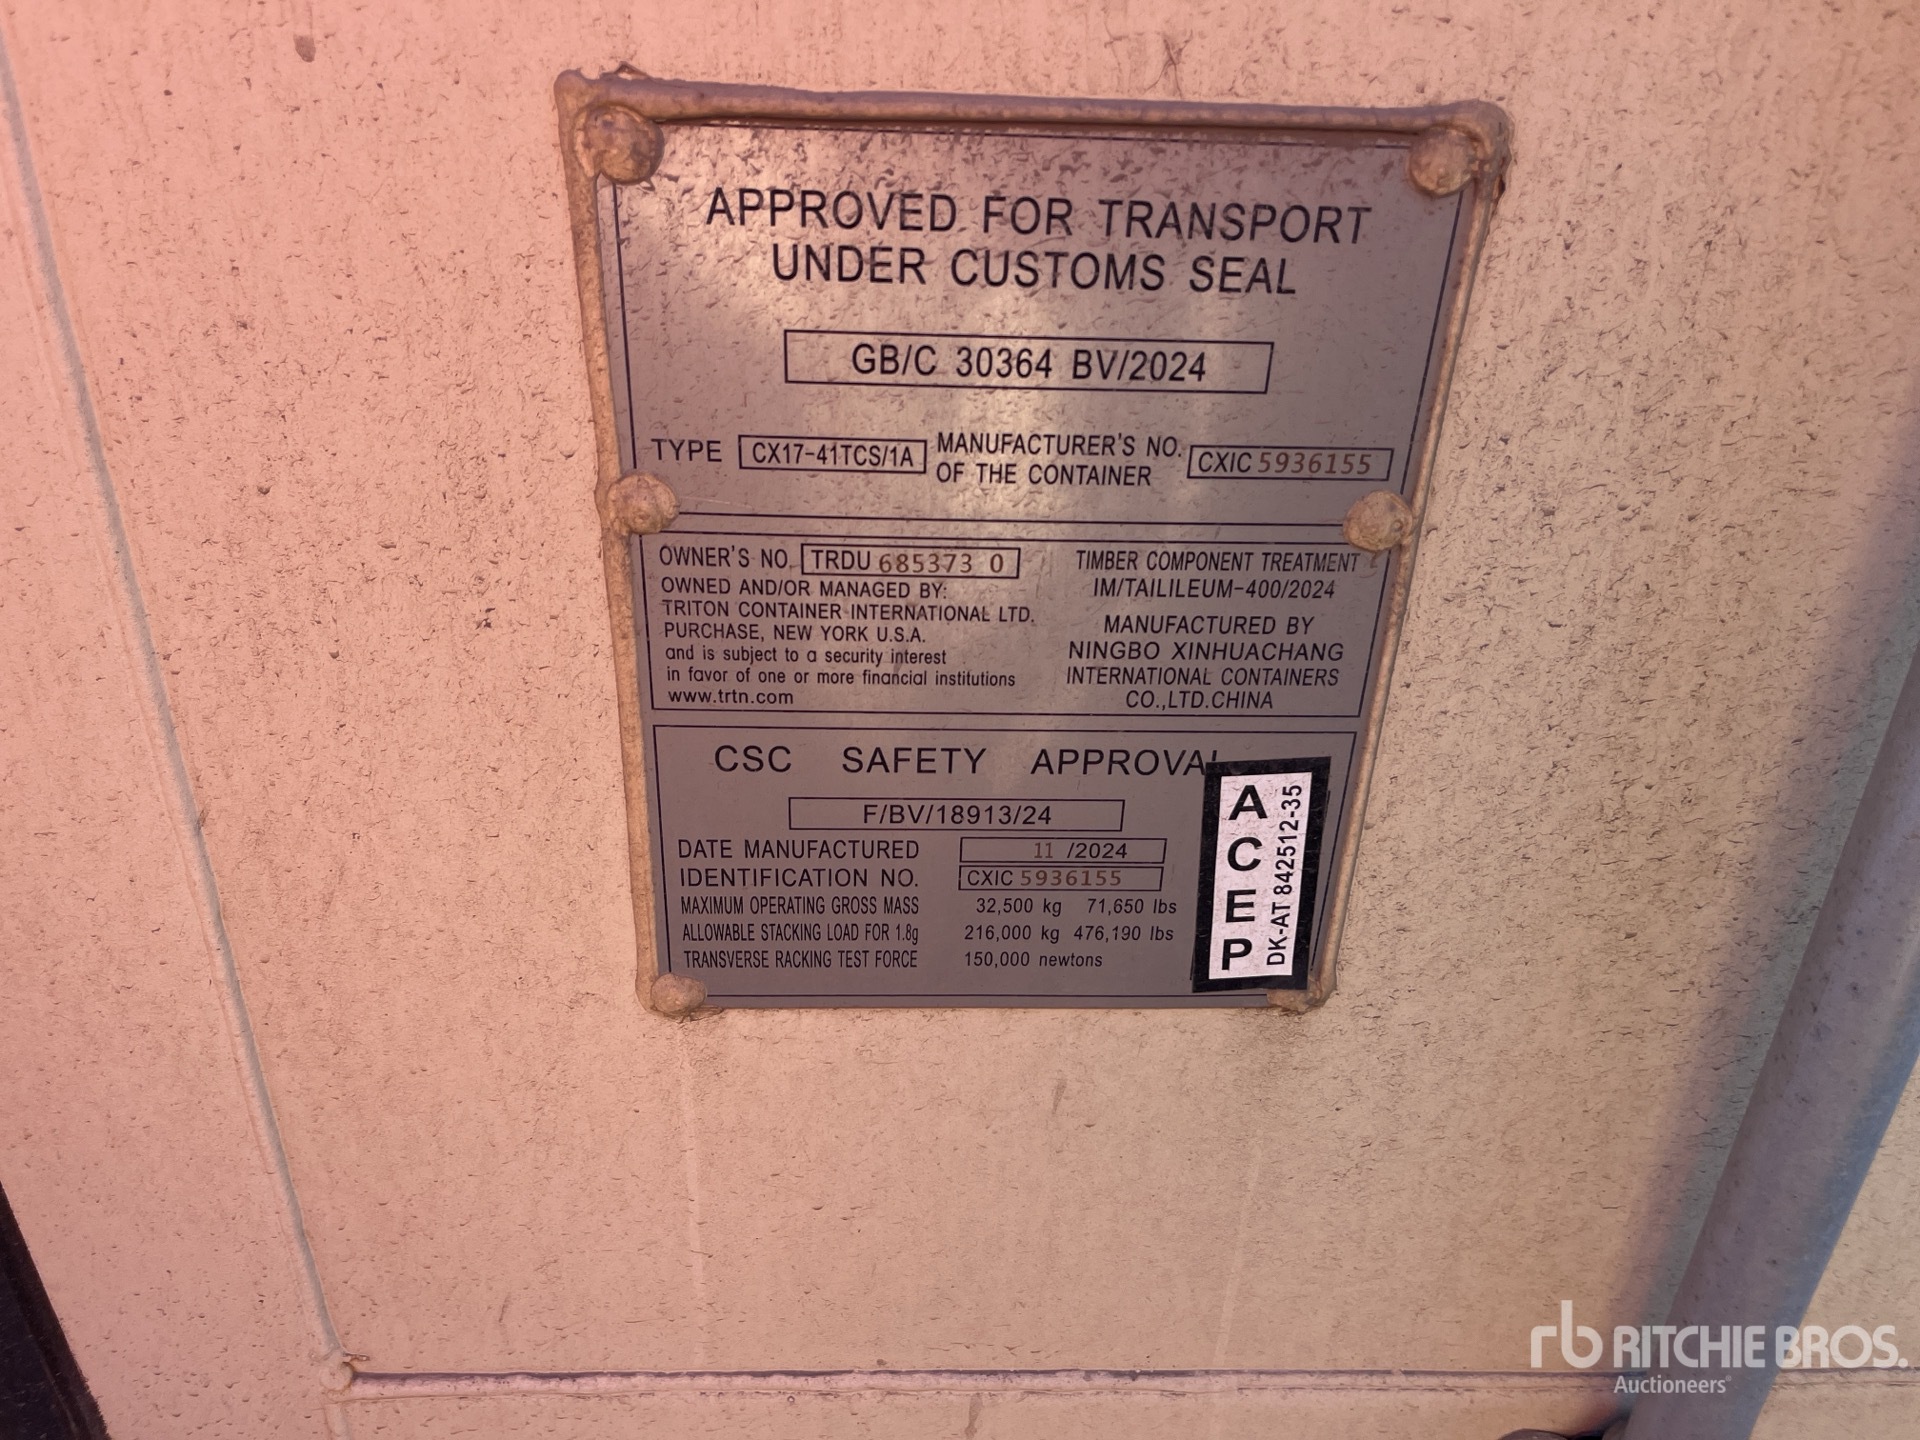 APPROVED FOR TRANSPORT
UNDER CUSTOMS SEAL
GB/C 30364 BV/2024
TYPE CX17-41TCS/1A MANUFACTURER'S NO. OF THE CONTAINER CXIC 5936155
OWNER'S NO. TRDU 685373 0
OWNED AND/OR MANAGED BY:
TRITON CONTAINER INTERNATIONAL LTD.
PURCHASE, NEW YORK U.S.A.
and is subject to a security interest
in favor of one or more financial institutions
www.trtn.com
TIMBER COMPONENT TREATMENT
IM/TAILILEUM-400/2024
MANUFACTURED BY
NINGBO XINHUACHANG
INTERNATIONAL CONTAINERS
CO.,LTD.CHINA
CSC SAFETY APPROVAL
F/BV/18913/24
DATE MANUFACTURED 11 /2024
IDENTIFICATION NO. CXIC 5936155
MAXIMUM OPERATING GROSS MASS 32,500 kg 71,650 lbs
ALLOWABLE STACKING LOAD FOR 1.8g 216,000 kg 476,190 lbs
TRANSVERSE RACKING TEST FORCE 150,000 newtons
ACEP
DK-AT 842512-35
rb RITCHIE BROS.
Auctioneers